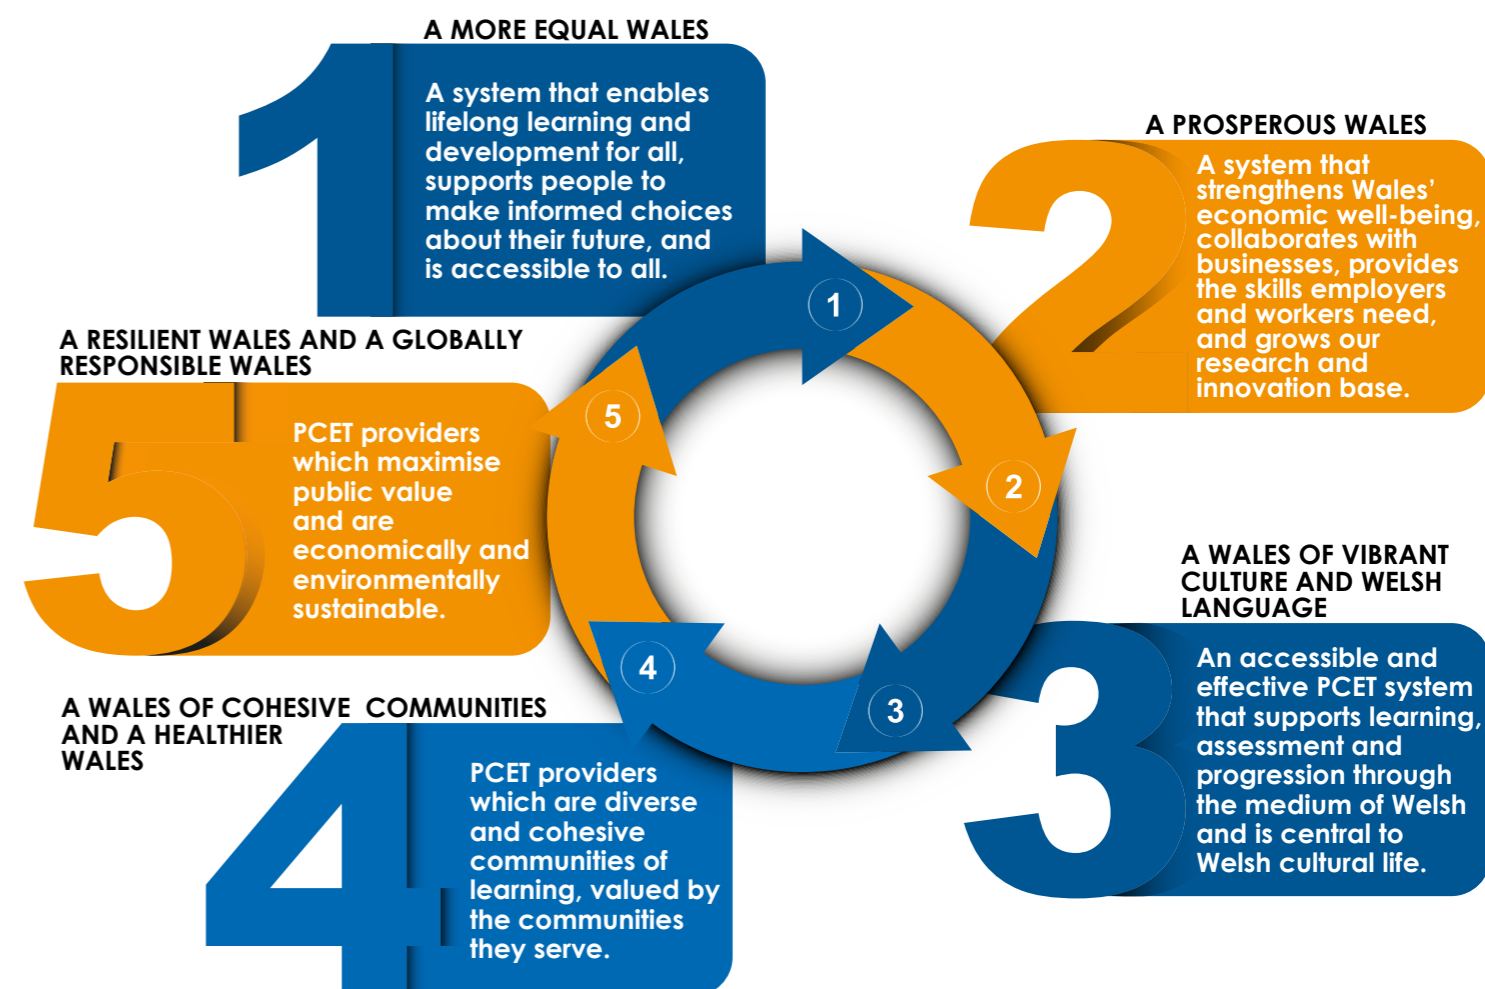 A MORE EQUAL WALES
1
A system that enables
lifelong learning and
development for all,
supports people to
make informed choices
about their future, and
is accessible to all.
A PROSPEROUS WALES
2
A system that
strengthens Wales’
economic well-being,
collaborates with
businesses, provides
the skills employers
and workers need,
and grows our
research and
innovation base.
A WALES OF VIBRANT
CULTURE AND WELSH
LANGUAGE
3
An accessible and
effective PCET system
that supports learning,
assessment and
progression through
the medium of Welsh
and is central to
Welsh cultural life.
A WALES OF COHESIVE COMMUNITIES
AND A HEALTHIER
WALES
4
PCET providers
which are diverse
and cohesive
communities of
learning, valued by
the communities
they serve.
A RESILIENT WALES AND A GLOBALLY
RESPONSIBLE WALES
5
PCET providers
which maximise
public value
and are
economically and
environmentally
sustainable.
1
2
3
4
5